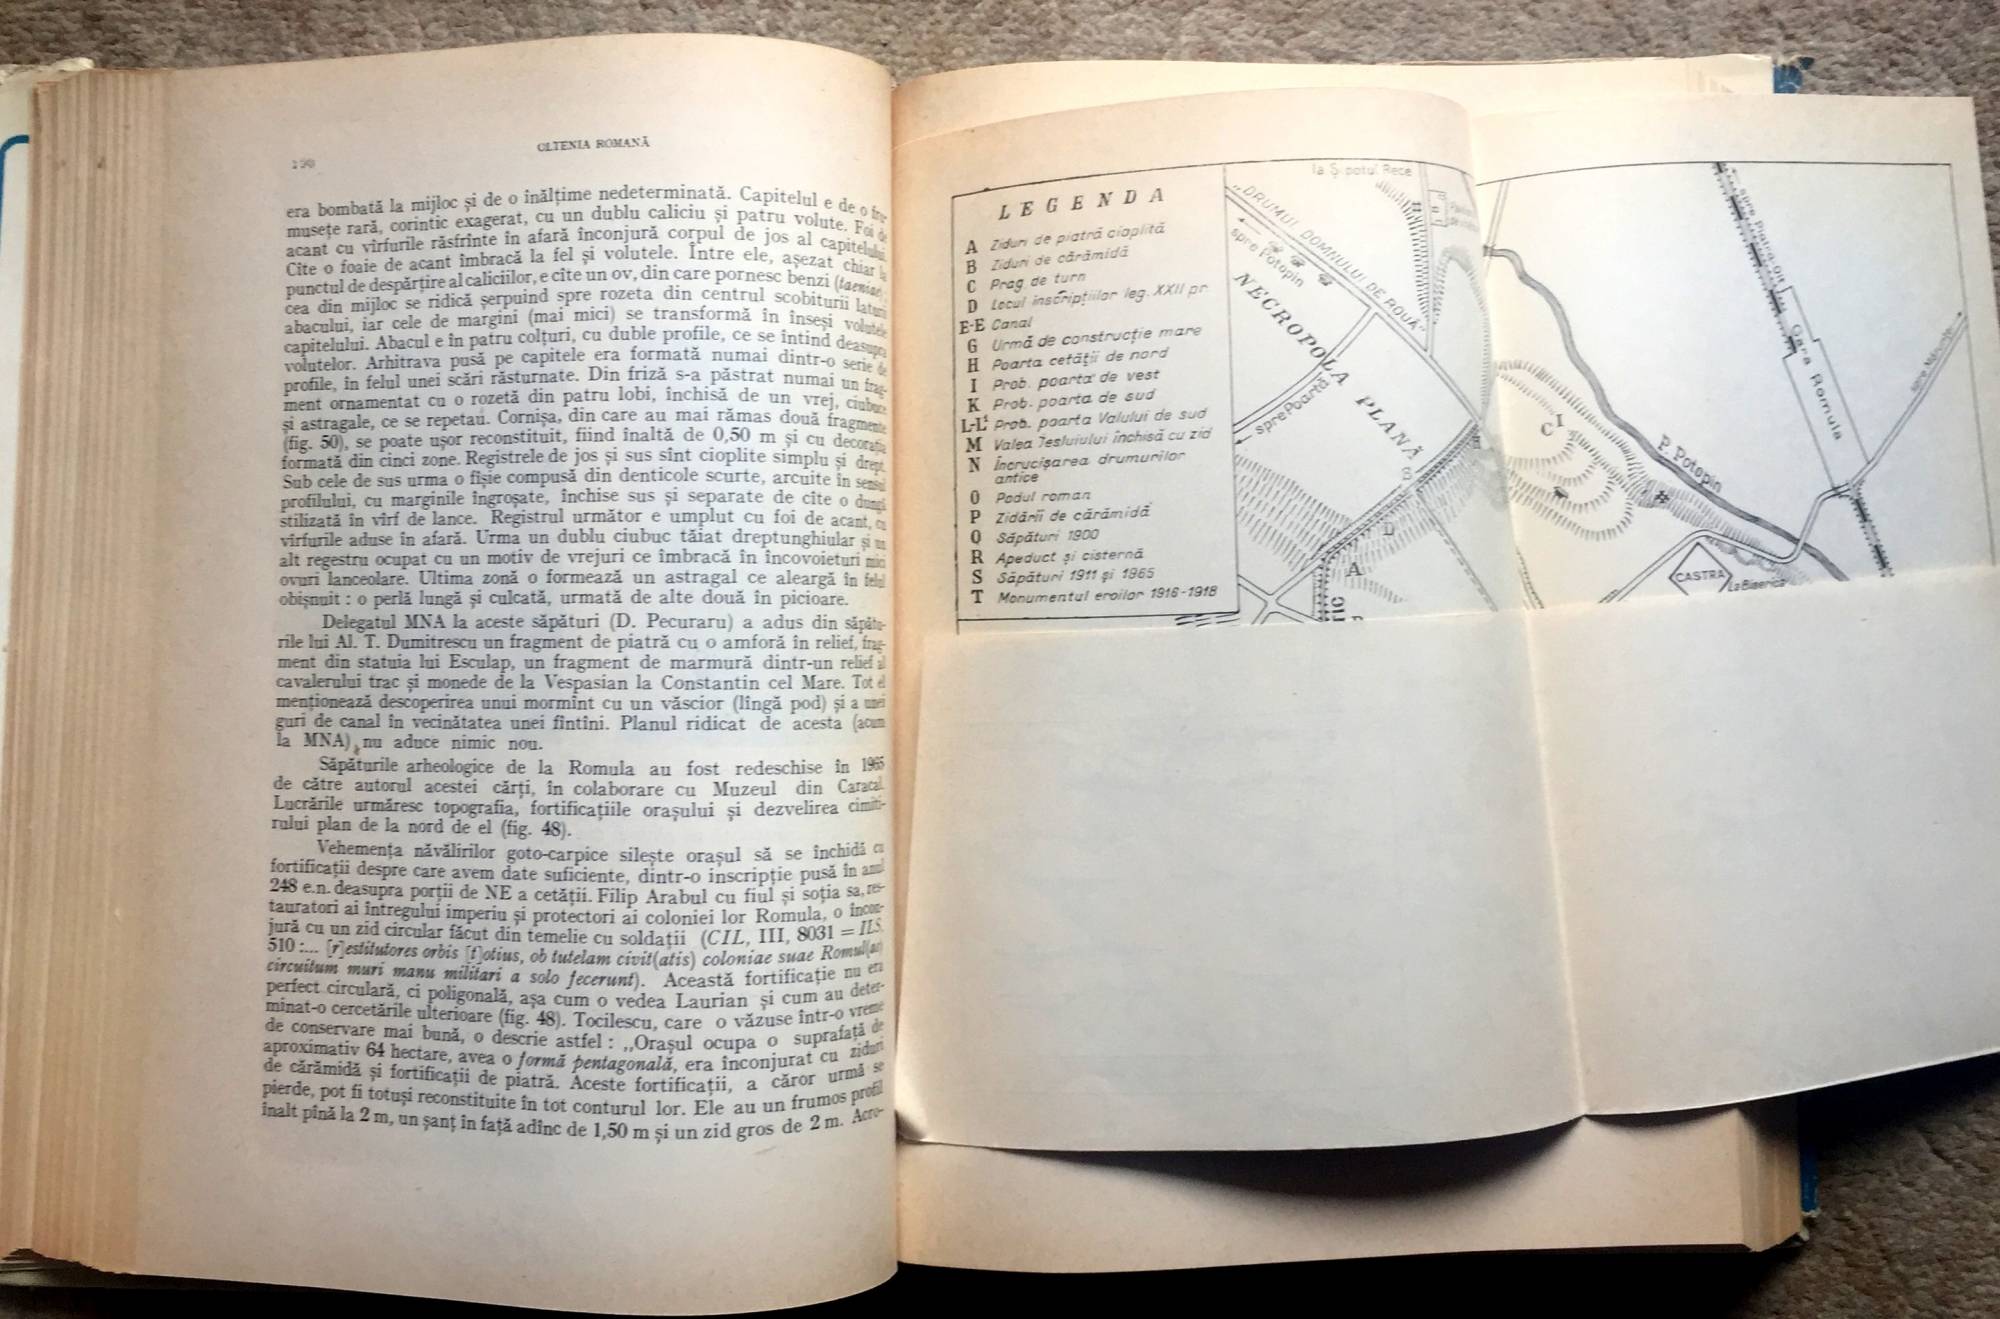 OLTENIA ROMANĂ
era bombată la mijloc și de o înălțime nedeterminată. Capitelul e de o fru-
musețe rară, corintic exagerat, cu un dublu caliciu și patru volute. Foi de
acant cu vîrfurile răsfrînte în afară înconjură corpul de jos al capitelului.
Cîte o foaie de acant îmbracă la fel și volutele. Între ele, așezat chiar la
punctul de despărțire al caliciilor, e cîte un ov, din care pornesc benzi (taeniae),
cea din mijloc se ridică șerpuind spre rozeta din centrul scobiturii laturii
abacului, iar cele de margini (mai mici) se transformă în înseși volutele
capitelului. Abacul e în patru colțuri, cu duble profile, ce se întind deasupra
volutelor. Arhitrava pusă pe capitele era formată numai dintr-o serie de
profile, în felul unei scări răsturnate. Din friză s-a păstrat numai un frag-
ment ornamentat cu o rozetă din patru lobi, închisă de un vrej, ciubuce
și astragale, ce se repetau. Cornișa, din care au mai rămas două fragmente
(fig. 50), se poate ușor reconstituit, fiind înaltă de 0,50 m și cu decorația
formată din cinci zone. Registrele de jos și sus sînt cioplite simplu și drept.
Sub cele de sus urma o fîșie compusă din denticole scurte, arcuite în sensul
profilului, cu marginile îngroșate, închise sus și separate de cîte o dungă
stilizată în vîrf de lance. Registrul următor e umplut cu foi de acant, cu
vîrfurile aduse în afară. Urma un dublu ciubuc tăiat dreptunghiular și un
alt regestru ocupat cu un motiv de vrejuri ce îmbracă în încovoieturi mici
ovuri lanceolare. Ultima zonă o formează un astragal ce aleargă în felul
obișnuit : o perlă lungă și culcată, urmată de alte două în picioare.
Delegatul MNA la aceste săpături (D. Pecuraru) a adus din săpătu-
rile lui Al. T. Dumitrescu un fragment de piatră cu o amforă în relief, frag-
ment din statuia lui Esculap, un fragment de marmură dintr-un relief al
cavalerului trac și monede de la Vespasian la Constantin cel Mare. Tot el
menționează descoperirea unui mormînt cu un văscior (lîngă pod) și a unei
guri de canal în vecinătatea unei fîntîni. Planul ridicat de acesta (acum
la MNA) nu aduce nimic nou.
Săpăturile arheologice de la Romula au fost redeschise în 1965
de către autorul acestei cărți, în colaborare cu Muzeul din Caracal.
Lucrările urmăresc topografia, fortificațiile orașului și dezvelirea cimiti-
rului plan de la nord de el (fig. 48).
Vehemența năvălirilor goto-carpice silește orașul să se închidă cu
fortificații despre care avem date suficiente, dintr-o inscripție pusă în anul
248 e.n. deasupra porții de NE a cetății. Filip Arabul cu fiul și soția sa, res-
tauratori ai întregului imperiu și protectori ai coloniei lor Romula, o încon-
jură cu un zid circular făcut din temelie cu soldații (CIL, III, 8031 = ILS,
510 :... [r]estitutores orbis [t]otius, ob tutelam civit(atis) coloniae suae Romul(ae)
circuitum muri manu militari a solo fecerunt). Această fortificație nu era
perfect circulară, ci poligonală, așa cum o vedea Laurian și cum au deter-
minat-o cercetările ulterioare (fig. 48). Tocilescu, care o văzuse într-o vreme
de conservare mai bună, o descrie astfel : „Orașul ocupa o suprafață de
aproximativ 64 hectare, avea o formă pentagonală, era înconjurat cu ziduri
de cărămidă și fortificații de piatră. Aceste fortificații, a căror urmă se
pierde, pot fi totuși reconstituite în tot conturul lor. Ele au un frumos profil
înalt pînă la 2 m, un șanț în față adînc de 1,50 m și un zid gros de 2 m. Acro-
LEGENDA
A Ziduri de piatră cioplită
B Ziduri de cărămidă
C Prag de turn
D Locul inscripțiilor leg. XXII pr.
E-E Canal
G Urmă de construcție mare
H Poarta cetății de nord
I Prob. poarta de vest
K Prob. poarta de sud
L-L¹ Prob. poarta Valului de sud
M Valea Tesluiului închisă cu zid
N Încrucișarea drumurilor
antice
O Podul roman
P Zidării de cărămidă
Q Săpături 1900
R Apeduct și cisternă
S Săpături 1911 și 1965
T Monumentul eroilor 1916-1918
la Șipotul Rece
„DRUMUL DOMNULUI DE ROUĂ"
spre Potopin
NECROPOLA PLANĂ
spre Poartă
S
D
A
C I
P. Potopin
CASTRA
La Biserică
spre Piatra-Olt
Gara Romula